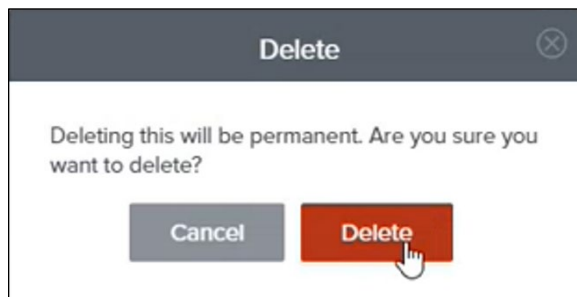 Delete
Deleting this will be permanent. Are you sure you
want to delete?
Cancel
Delete